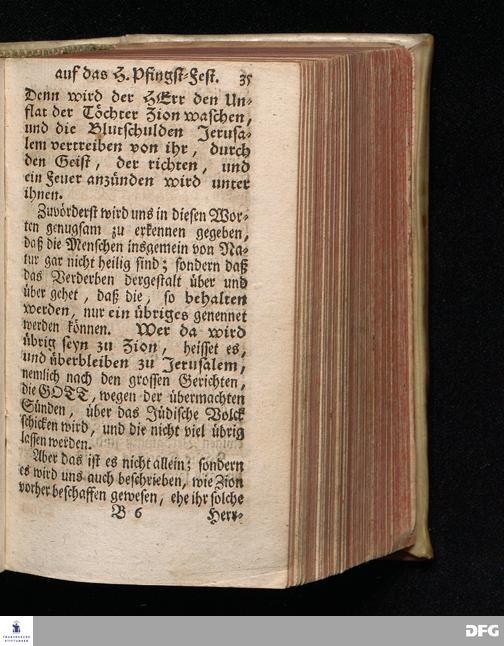 auf das H. Pfingst-Fest. 35
Denn wird der HErr den Un-
flat der Töchter Zion waschen,
und die Blutschulden Jerusa-
lem vertreiben von ihr, durch
den Geist, der richten, und
ein Feuer anzünden wird unter
ihnen.
Zuvörderst wird uns in diesen Wor-
ten genugsam zu erkennen gegeben,
daß die Menschen insgemein von Na-
tur gar nicht heilig sind; sondern daß
das Verderben dergestalt über und
über gehet, daß die, so behalten
werden, nur ein übriges genennet
werden können. Wer da wird
übrig seyn zu Zion, heisset es,
und überbleiben zu Jerusalem,
nemlich nach den grossen Gerichten,
die GOTT, wegen der übermachten
Sünden, über das Jüdische Volck
schicken wird, und die nicht viel übrig
lassen werden.
Aber das ist es nicht allein; sondern
es wird uns auch beschrieben, wie Zion
vorher beschaffen gewesen, ehe ihr solche
B 6 Herr-
FRANCKESCHE
STIFTUNGEN
DFG